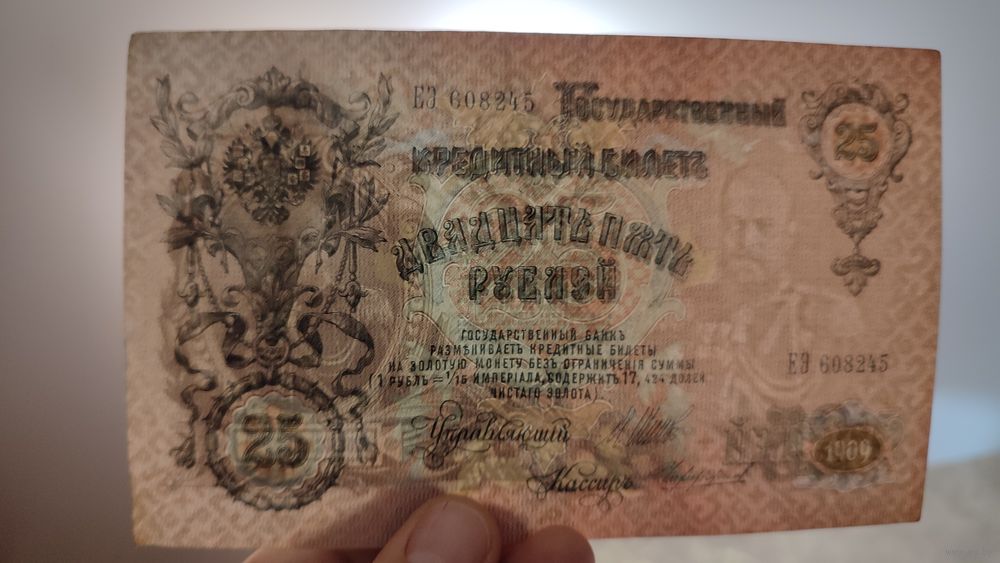 ЕЭ 608245
Государственный
кредитный билетъ
двадцать пять
рублей
25
государственный банкъ
размѣниваетъ кредитные билеты
на золотую монету безъ ограниченія суммы
(1 рубль = 1/15 имперіала, содержитъ 17,424 долей
чистаго золота).
ЕЭ 608245
25
Управляющій
Кассиръ
1909